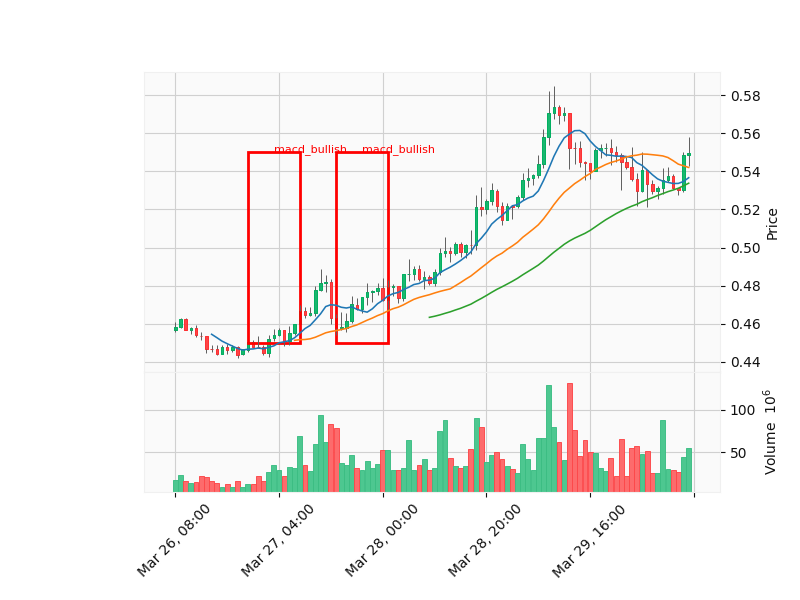 macd_bullish macd_bullish
0.58
0.56
0.54
0.52
0.50
0.48
0.46
0.44
Price
100
50
Volume 10^6
Mar 26, 08:00
Mar 27, 04:00
Mar 28, 00:00
Mar 28, 20:00
Mar 29, 16:00